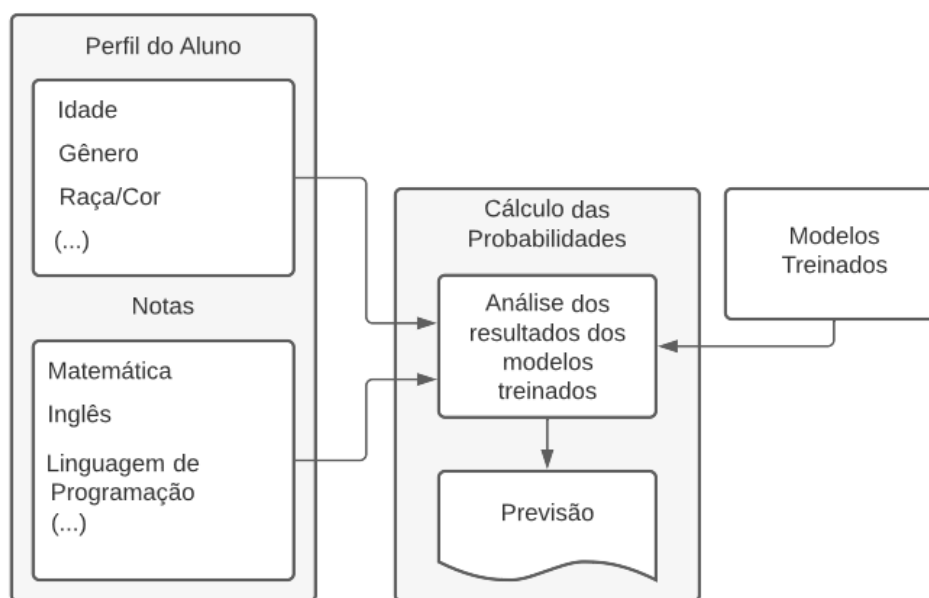 Perfil do Aluno
Idade
Gênero
Raça/Cor
(...)
Notas
Matemática
Inglês
Linguagem de
Programação
(...)
Cálculo das
Probabilidades
Análise dos
resultados dos
modelos
treinados
Previsão
Modelos
Treinados